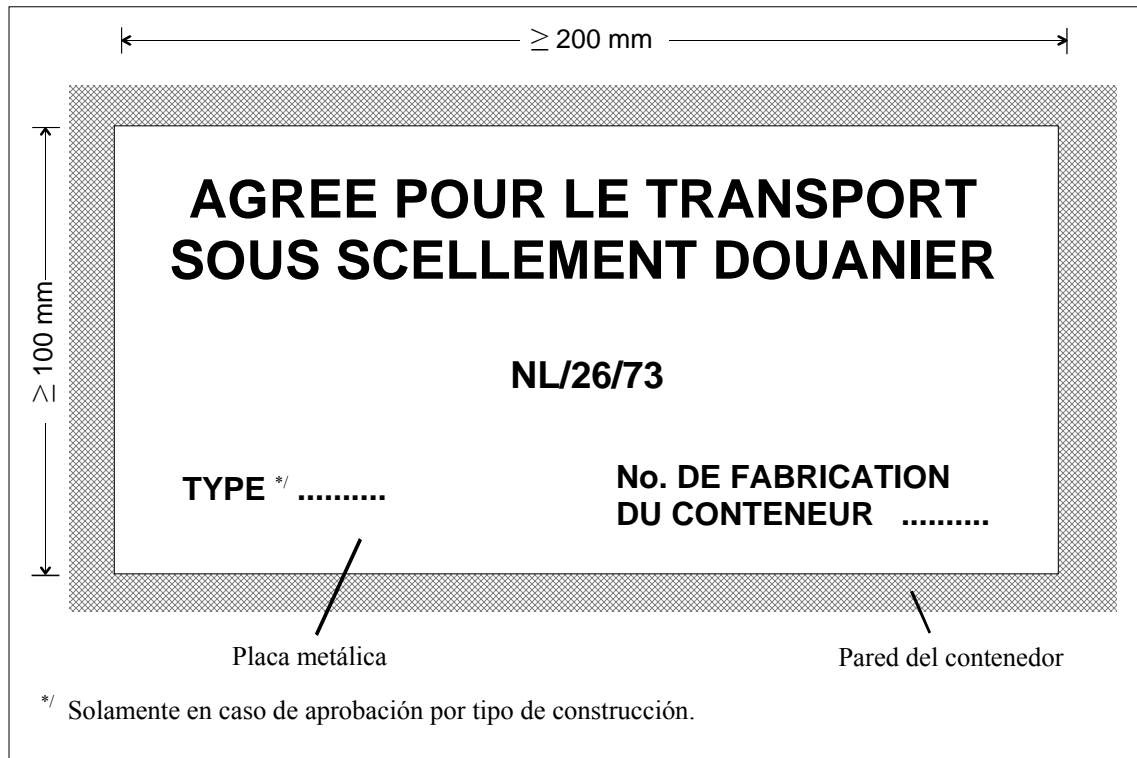 ≥ 200 mm
≥ 100 mm
AGREE POUR LE TRANSPORT
SOUS SCELLEMENT DOUANIER
NL/26/73
TYPE */ ..........
No. DE FABRICATION
DU CONTENEUR ..........
Placa metálica
Pared del contenedor
*/ Solamente en caso de aprobación por tipo de construcción.